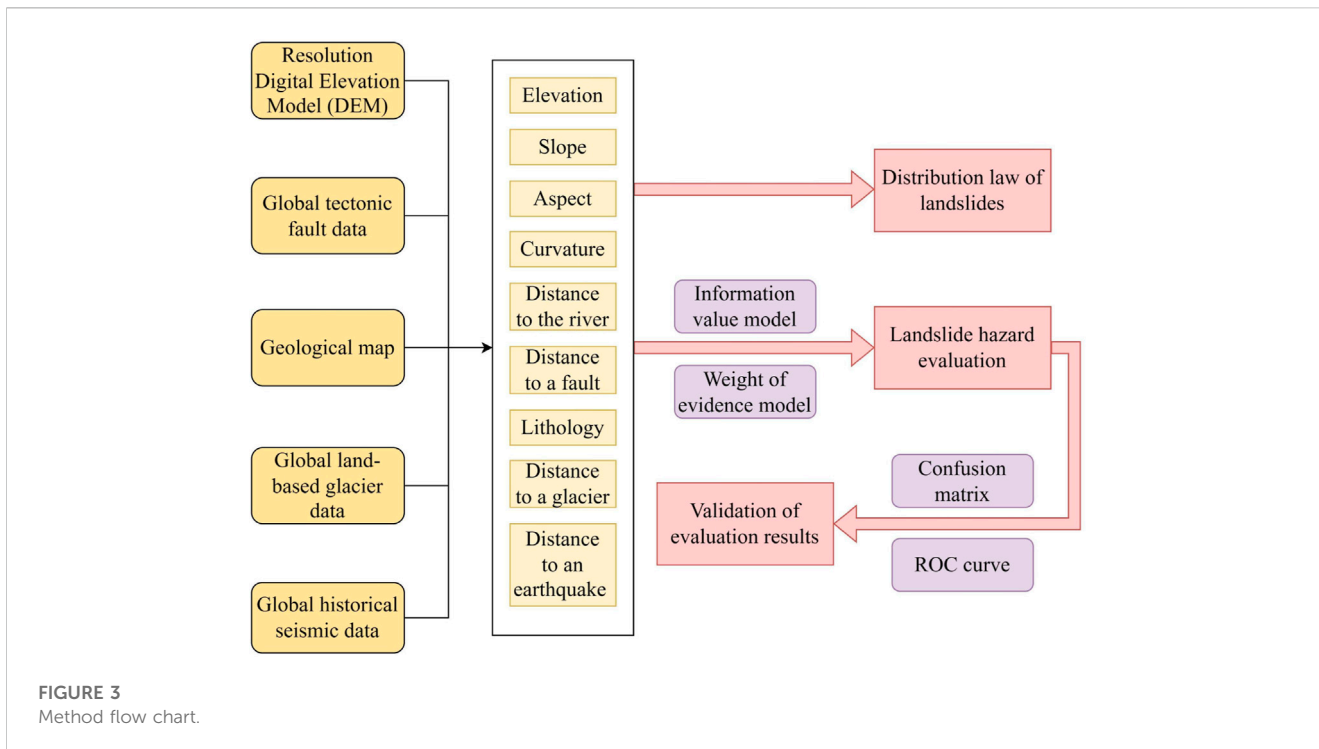 Resolution
Digital Elevation
Model (DEM)
Global tectonic
fault data
Geological map
Global land-
based glacier
data
Global historical
seismic data
Elevation
Slope
Aspect
Curvature
Distance
to the river
Distance
to a fault
Lithology
Distance
to a glacier
Distance
to an
earthquake
Distribution law of
landslides
Information
value model
Weight of
evidence model
Landslide hazard
evaluation
Confusion
matrix
ROC curve
Validation of
evaluation results
FIGURE 3
Method flow chart.